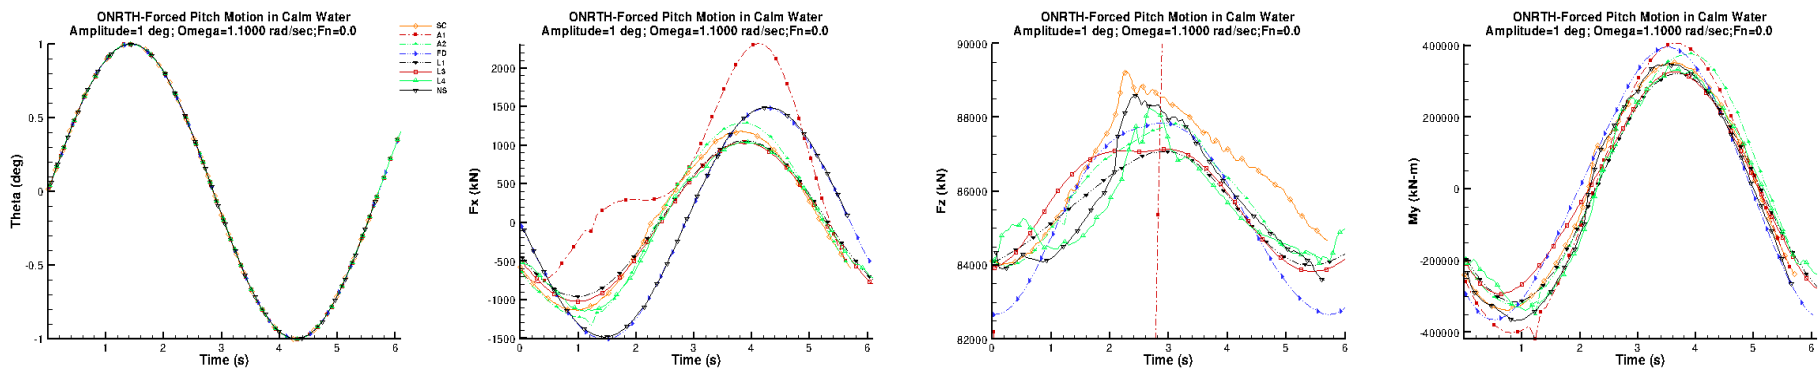 ONRTH-Forced Pitch Motion in Calm Water
Amplitude=1 deg; Omega=1.1000 rad/sec;Fn=0.0
1
0.5
0
-0.5
-1
Theta (deg)
1
2
3
4
5
6
Time (s)
SC
A1
A2
FD
L1
L3
L4
NS
ONRTH-Forced Pitch Motion in Calm Water
Amplitude=1 deg; Omega=1.1000 rad/sec;Fn=0.0
2000
1500
1000
500
0
-500
-1000
-1500
Fx (kN)
0
1
2
3
4
5
6
Time (s)
ONRTH-Forced Pitch Motion in Calm Water
Amplitude=1 deg; Omega=1.1000 rad/sec;Fn=0.0
90000
88000
86000
84000
82000
Fz (kN)
0
1
2
3
4
5
6
Time (s)
ONRTH-Forced Pitch Motion in Calm Water
Amplitude=1 deg; Omega=1.1000 rad/sec;Fn=0.0
400000
200000
0
-200000
-400000
My (kN-m)
1
2
3
4
5
6
Time (s)